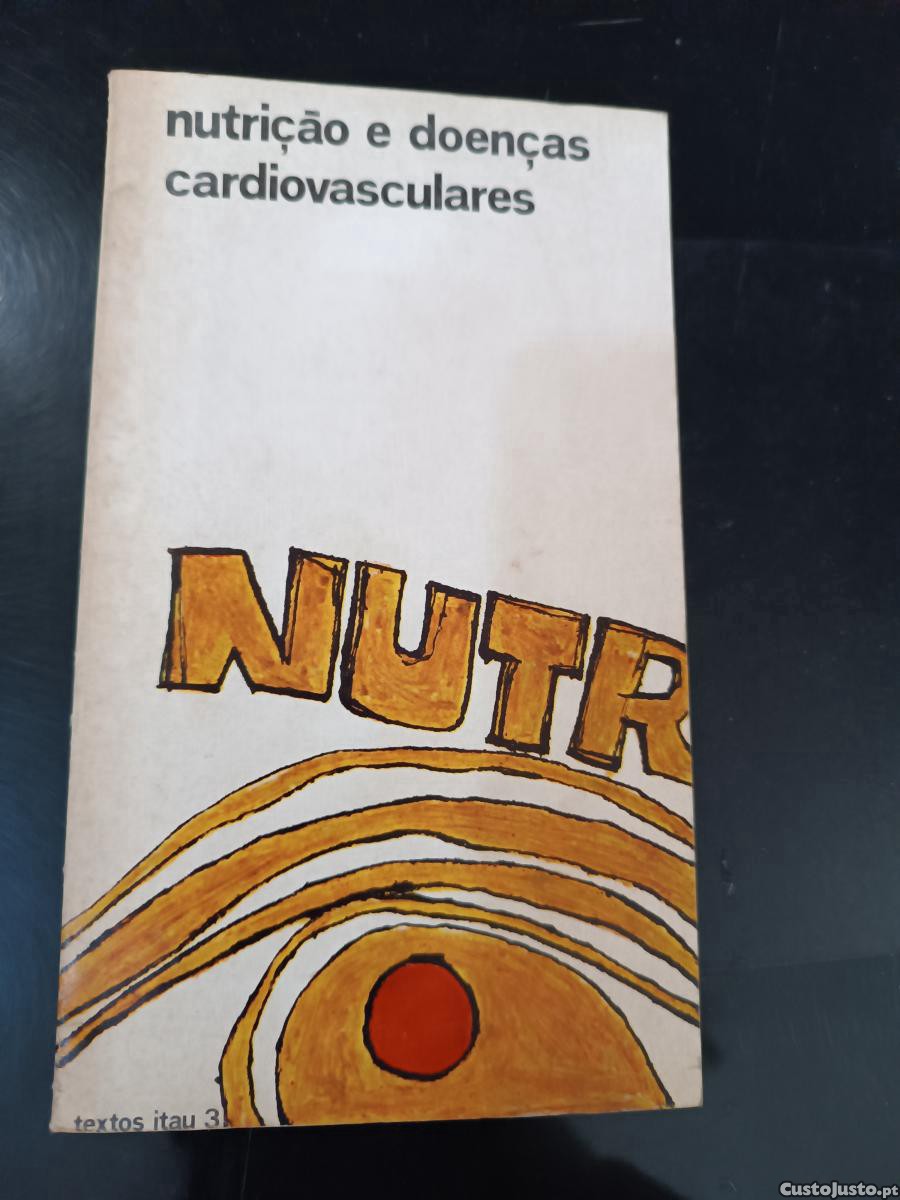 nutrição e doenças
cardiovasculares
NUTR
textos itau 3
CustoJusto.pt